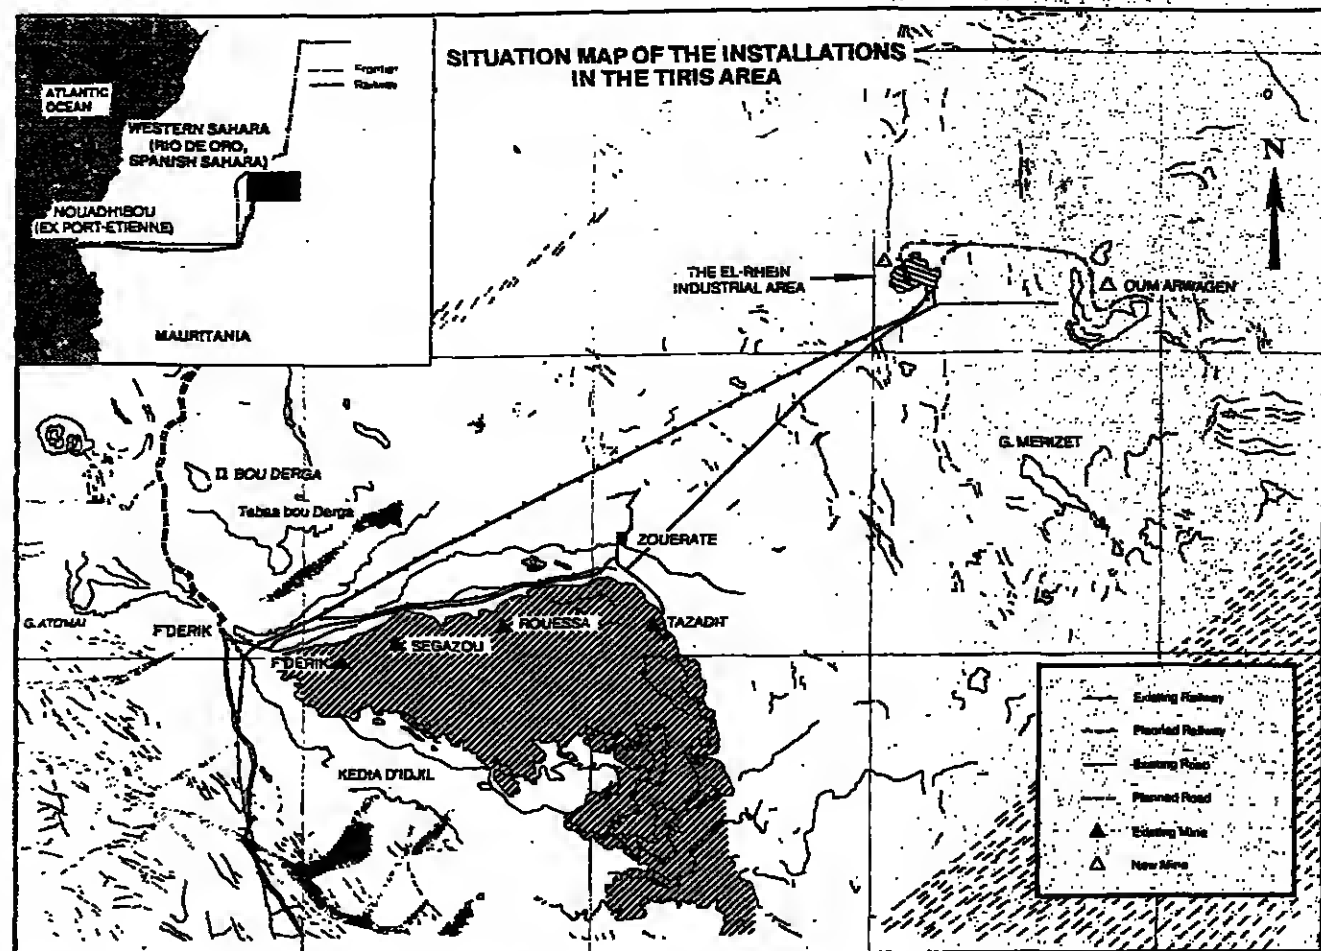 SITUATION MAP OF THE INSTALLATIONS
IN THE TIRIS AREA
Frontier
Railway
ATLANTIC
OCEAN
WESTERN SAHARA
(RIO DE ORO,
SPANISH SAHARA)
NOUADHIBOU
(EX PORT-ETIENNE)
MAURITANIA
N
THE EL-RHEIN
INDUSTRIAL AREA
OUM ARWAGEN
G. MERIZET
BOU DERGA
Tabaa bou Derga
ZOUERATE
G. ATOMAI
F'DERIK
ROUESSA
TAZADIT
SEGAZOU
F'DERIK
KEDIA D'IDJIL
Existing Railway
Planned Railway
Existing Road
Planned Road
Existing Mine
New Mine